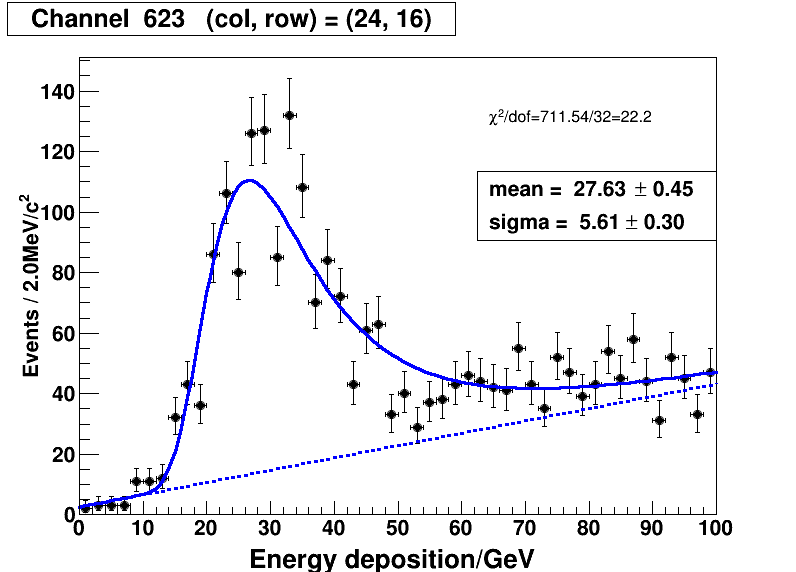 Channel 623 (col, row) = (24, 16)
χ²/dof=711.54/32=22.2
mean = 27.63 ± 0.45
sigma = 5.61 ± 0.30
Events / 2.0MeV/c²
140
120
100
80
60
40
20
0
0 10 20 30 40 50 60 70 80 90 100
Energy deposition/GeV